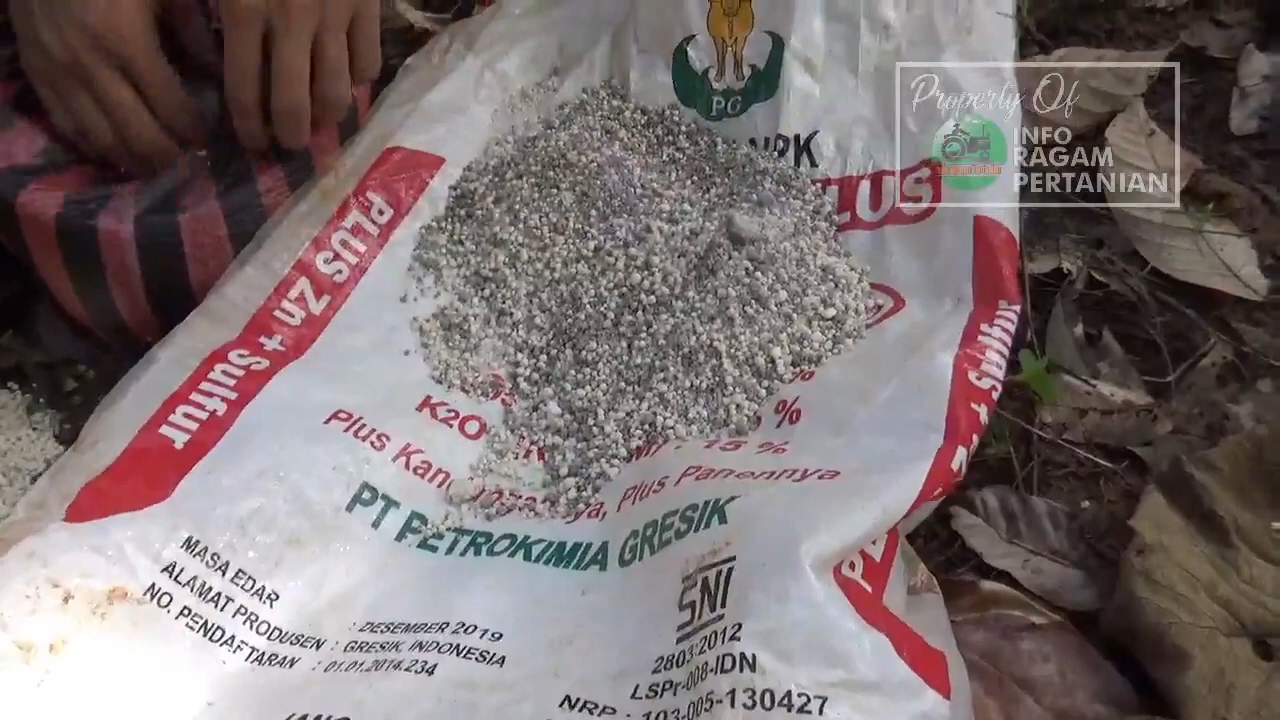 Property Of
INFO
RAGAM
PERTANIAN
PG
NPK
PLUS
PLUS Zn + Sulfur
+ Sulfur
%
K2O
15 %
Plus Panennya
PT PETROKIMIA GRESIK
MASA EDAR : DESEMBER 2019
ALAMAT PRODUSEN : GRESIK, INDONESIA
NO. PENDAFTARAN : 01.01.2014.234
SNI
2803:2012
LSPr-008-IDN
NRP : 103-005-130427